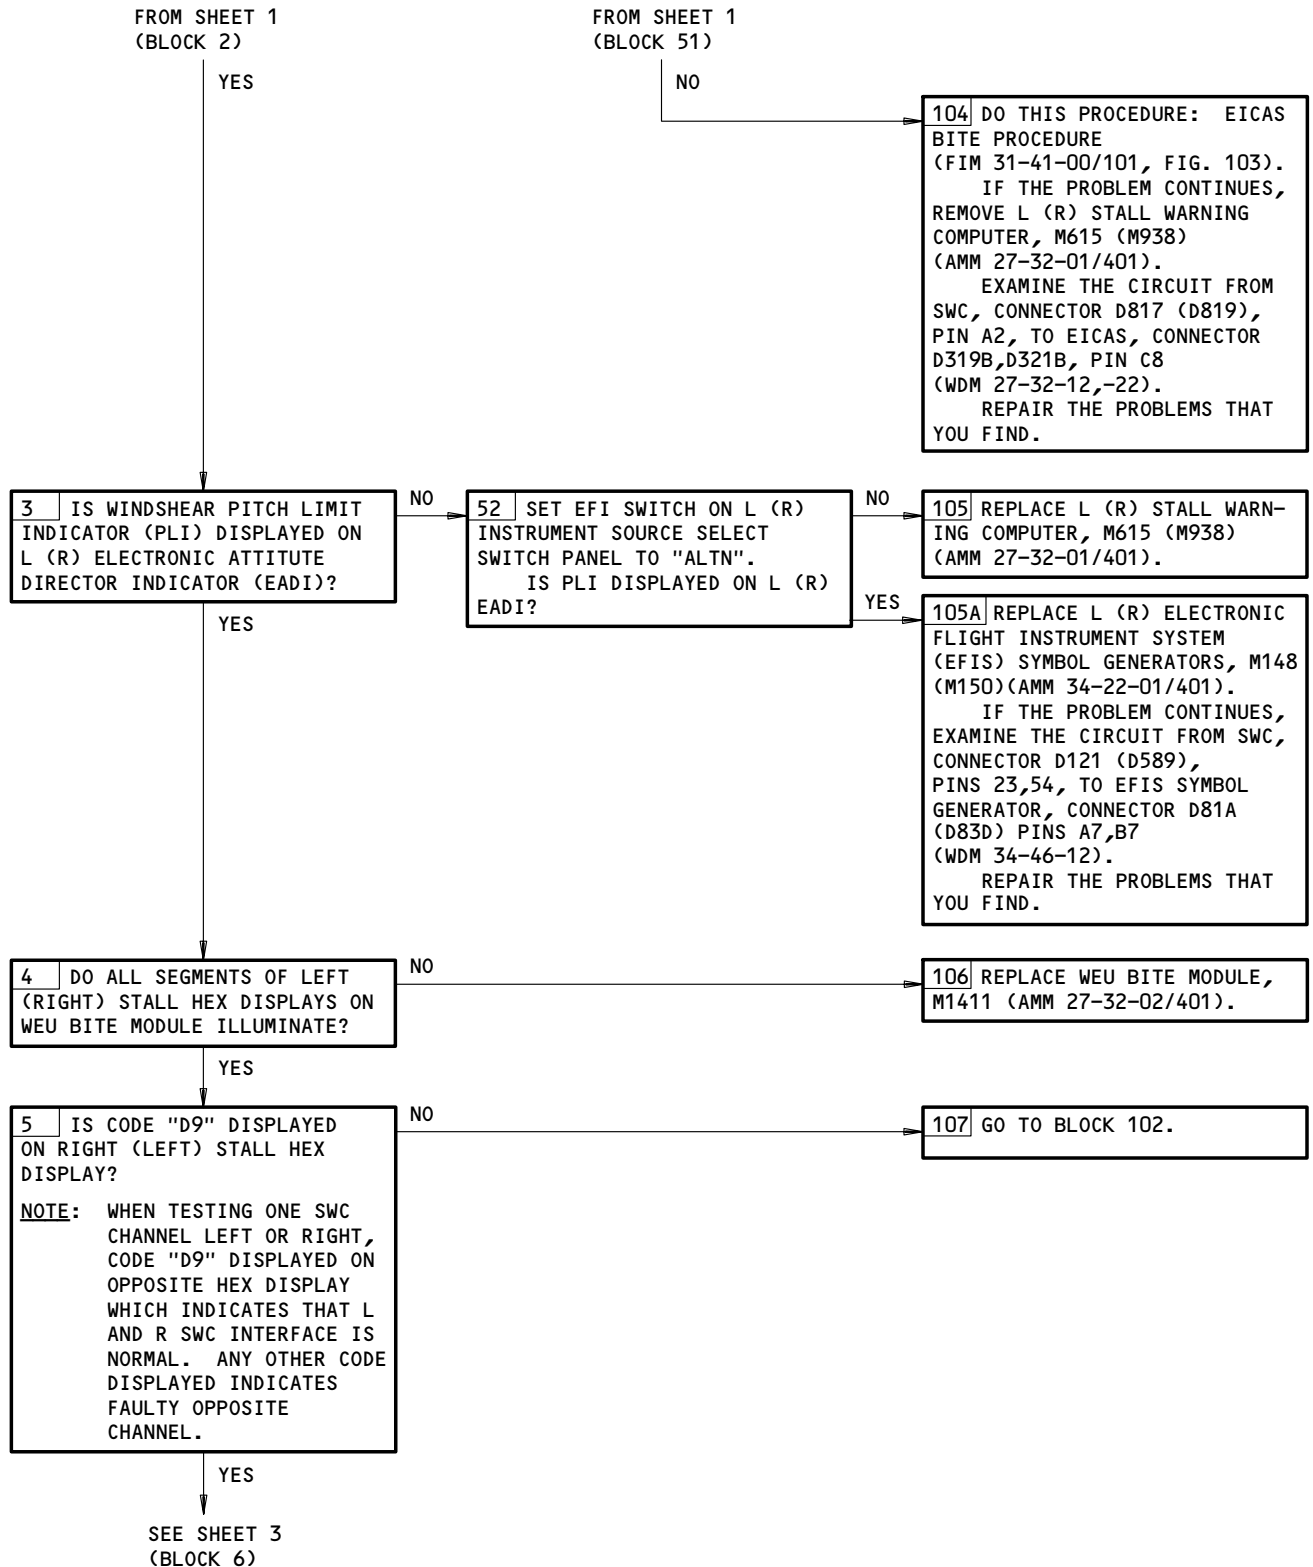 FROM SHEET 1
(BLOCK 2)
YES
FROM SHEET 1
(BLOCK 51)
NO
104 DO THIS PROCEDURE: EICAS
BITE PROCEDURE
(FIM 31-41-00/101, FIG. 103).
IF THE PROBLEM CONTINUES,
REMOVE L (R) STALL WARNING
COMPUTER, M615 (M938)
(AMM 27-32-01/401).
EXAMINE THE CIRCUIT FROM
SWC, CONNECTOR D817 (D819),
PIN A2, TO EICAS, CONNECTOR
D319B,D321B, PIN C8
(WDM 27-32-12,-22).
REPAIR THE PROBLEMS THAT
YOU FIND.
3 IS WINDSHEAR PITCH LIMIT
INDICATOR (PLI) DISPLAYED ON
L (R) ELECTRONIC ATTITUTE
DIRECTOR INDICATOR (EADI)?
NO
YES
52 SET EFI SWITCH ON L (R)
INSTRUMENT SOURCE SELECT
SWITCH PANEL TO "ALTN".
IS PLI DISPLAYED ON L (R)
EADI?
NO
YES
105 REPLACE L (R) STALL WARN-
ING COMPUTER, M615 (M938)
(AMM 27-32-01/401).
105A REPLACE L (R) ELECTRONIC
FLIGHT INSTRUMENT SYSTEM
(EFIS) SYMBOL GENERATORS, M148
(M150)(AMM 34-22-01/401).
IF THE PROBLEM CONTINUES,
EXAMINE THE CIRCUIT FROM SWC,
CONNECTOR D121 (D589),
PINS 23,54, TO EFIS SYMBOL
GENERATOR, CONNECTOR D81A
(D83D) PINS A7,B7
(WDM 34-46-12).
REPAIR THE PROBLEMS THAT
YOU FIND.
4 DO ALL SEGMENTS OF LEFT
(RIGHT) STALL HEX DISPLAYS ON
WEU BITE MODULE ILLUMINATE?
NO
YES
106 REPLACE WEU BITE MODULE,
M1411 (AMM 27-32-02/401).
5 IS CODE "D9" DISPLAYED
ON RIGHT (LEFT) STALL HEX
DISPLAY?
NOTE: WHEN TESTING ONE SWC
CHANNEL LEFT OR RIGHT,
CODE "D9" DISPLAYED ON
OPPOSITE HEX DISPLAY
WHICH INDICATES THAT L
AND R SWC INTERFACE IS
NORMAL. ANY OTHER CODE
DISPLAYED INDICATES
FAULTY OPPOSITE
CHANNEL.
NO
YES
107 GO TO BLOCK 102.
SEE SHEET 3
(BLOCK 6)